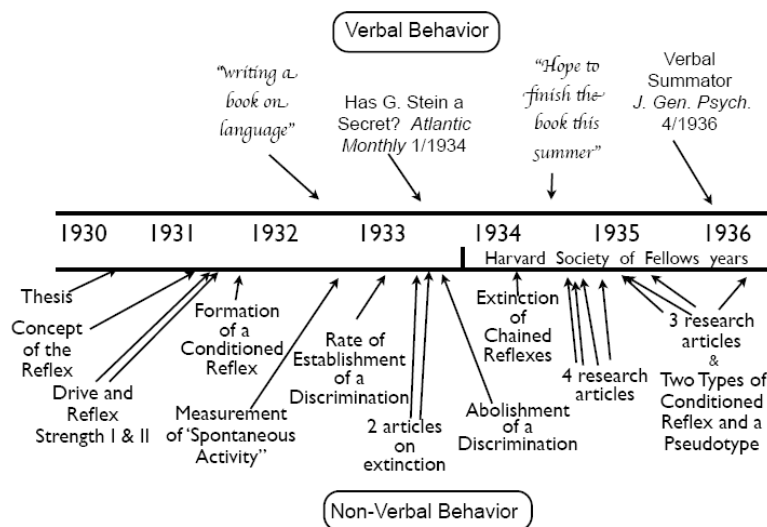 Verbal Behavior
"writing a
book on
language"
Has G. Stein a
Secret? Atlantic
Monthly 1/1934
"Hope to
finish the
book this
summer"
Verbal
Summator
J. Gen. Psych.
4/1936
1930 1931 1932 1933 1934 1935 1936
Harvard Society of Fellows years
Thesis
Concept
of the
Reflex
Drive and
Reflex
Strength I & II
Formation
of a
Conditioned
Reflex
Measurement
of 'Spontaneous
Activity"
Rate of
Establishment
of a
Discrimination
2 articles
on
extinction
Abolishment
of a
Discrimination
Extinction
of
Chained
Reflexes
4 research
articles
3 research
articles
&
Two Types of
Conditioned
Reflex and a
Pseudotype
Non-Verbal Behavior